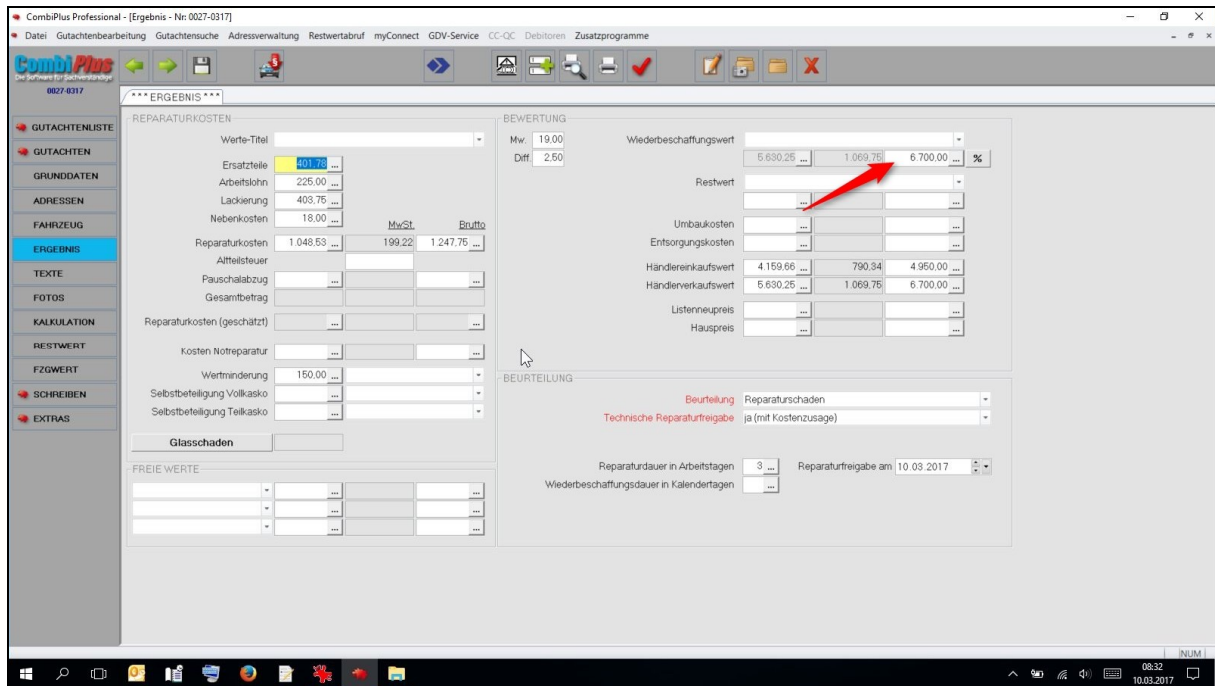 CombiPlus Professional - [Ergebnis - Nr: 0027-0317]
Datei Gutachtenbearbeitung Gutachtensuche Adressverwaltung Restwertabruf myConnect GDV-Service CC-QC Debitoren Zusatzprogramme
CombiPlus
Die Software für Sachverständige
0027-0317
***ERGEBNIS***
GUTACHTENLISTE
GUTACHTEN
GRUNDDATEN
ADRESSEN
FAHRZEUG
ERGEBNIS
TEXTE
FOTOS
KALKULATION
RESTWERT
FZGWERT
SCHREIBEN
EXTRAS
REPARATURKOSTEN
Werte-Titel
Ersatzteile 401,78 ...
Arbeitslohn 225,00 ...
Lackierung 403,75 ...
Nebenkosten 18,00 ... MwSt. Brutto
Reparaturkosten 1.048,53 ... 199,22 1.247,75 ...
Altteilsteuer
Pauschalabzug ... ...
Gesamtbetrag
Reparaturkosten (geschätzt) ... ...
Kosten Notreparatur ... ...
Wertminderung 150,00 ...
Selbstbeteiligung Vollkasko ...
Selbstbeteiligung Teilkasko ...
Glasschaden
FREIE WERTE
... ...
... ...
... ...
BEWERTUNG
Mw. 19,00 Wiederbeschaffungswert
Diff. 2,50 5.630,25 ... 1.069,75 6.700,00 ... %
Restwert
... ...
Umbaukosten ... ...
Entsorgungskosten ... ...
Händlereinkaufswert 4.159,66 ... 790,34 4.950,00 ...
Händlerverkaufswert 5.630,25 ... 1.069,75 6.700,00 ...
Listenneupreis ... ...
Hauspreis ... ...
BEURTEILUNG
Beurteilung Reparaturschaden
Technische Reparaturfreigabe ja (mit Kostenzusage)
Reparaturdauer in Arbeitstagen 3 ... Reparaturfreigabe am 10.03.2017
Wiederbeschaffungsdauer in Kalendertagen ...
NUM
08:32
10.03.2017